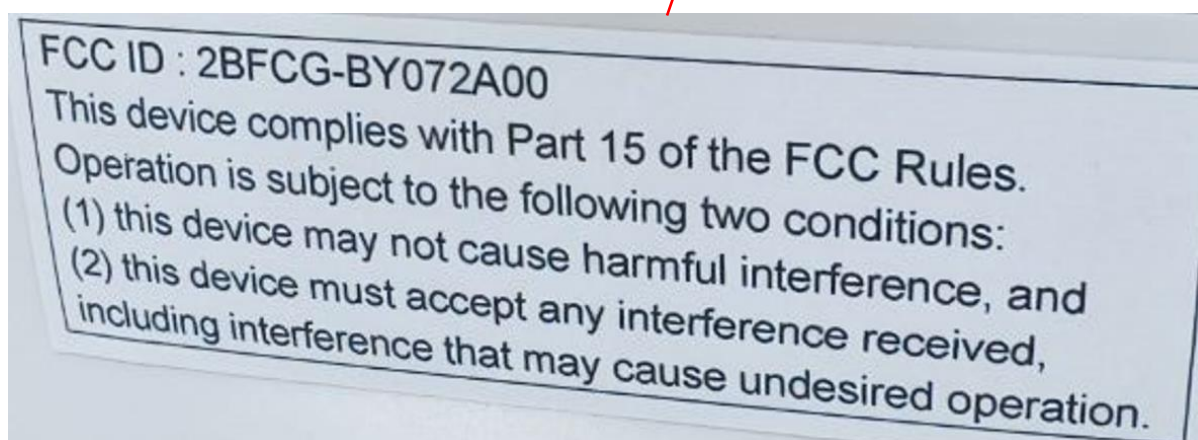 FCC ID : 2BFCG-BY072A00
This device complies with Part 15 of the FCC Rules.
Operation is subject to the following two conditions:
(1) this device may not cause harmful interference, and
(2) this device must accept any interference received,
including interference that may cause undesired operation.